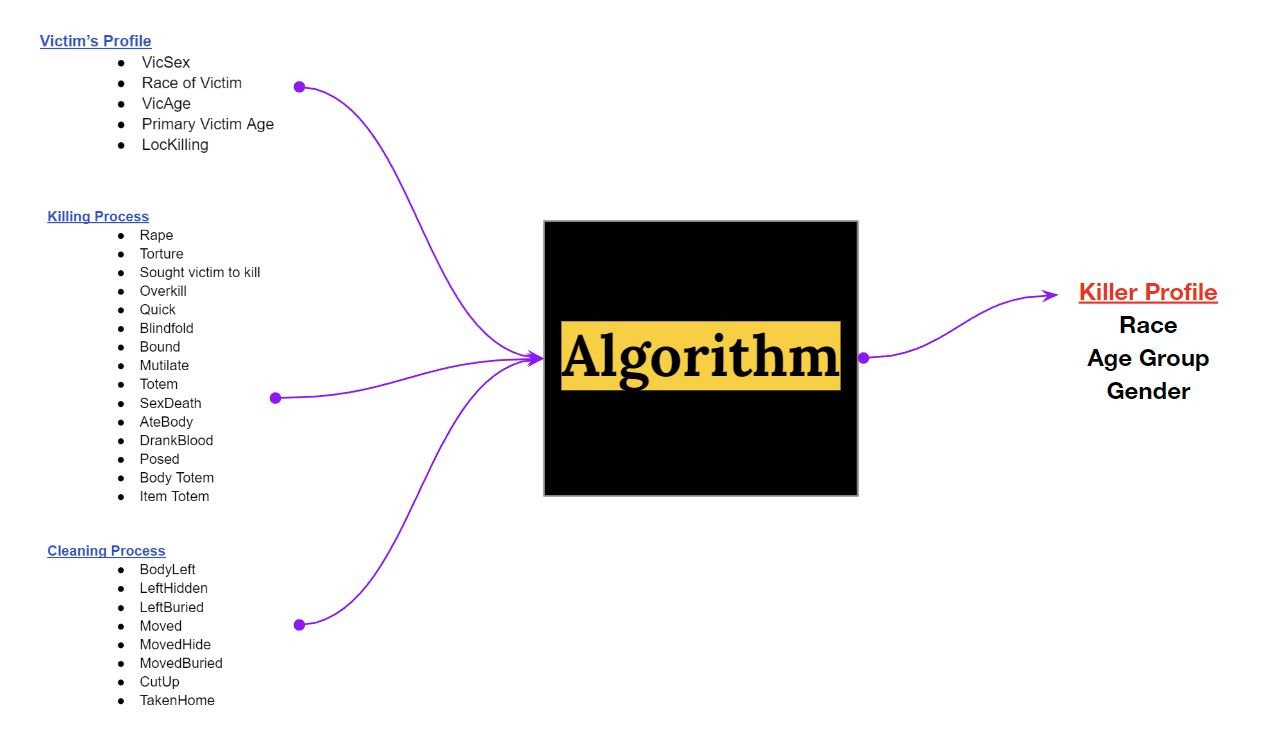 Victim's Profile
● VicSex
● Race of Victim
● VicAge
● Primary Victim Age
● LocKilling
Killing Process
● Rape
● Torture
● Sought victim to kill
● Overkill
● Quick
● Blindfold
● Bound
● Mutilate
● Totem
● SexDeath
● AteBody
● DrankBlood
● Posed
● Body Totem
● Item Totem
Cleaning Process
● BodyLeft
● LeftHidden
● LeftBuried
● Moved
● MovedHide
● MovedBuried
● CutUp
● TakenHome
Algorithm
Killer Profile
Race
Age Group
Gender